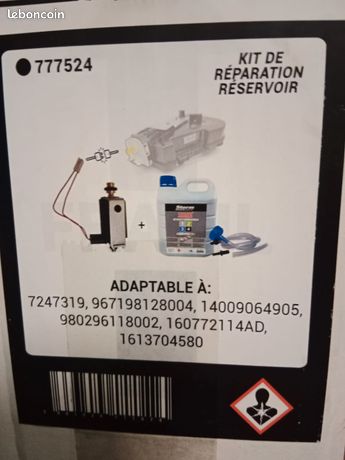 leboncoin
777524
KIT DE
RÉPARATION
RÉSERVOIR
+
ADAPTABLE À:
7247319, 967198128004, 14009064905,
980296118002, 160772114AD,
1613704580